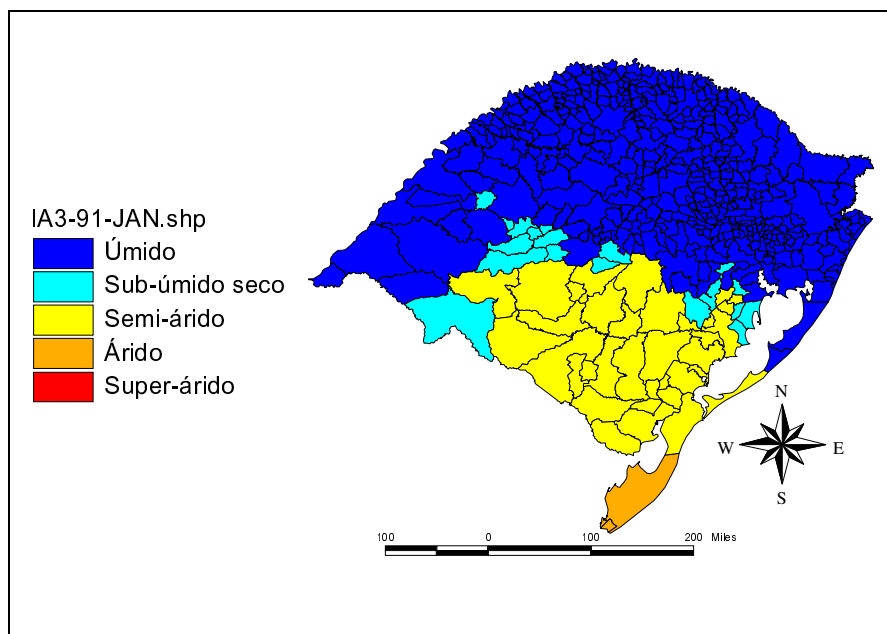 IA3-91-JAN.shp
Úmido
Sub-úmido seco
Semi-árido
Árido
Super-árido
N
W E
S
100 0 100 200 Miles